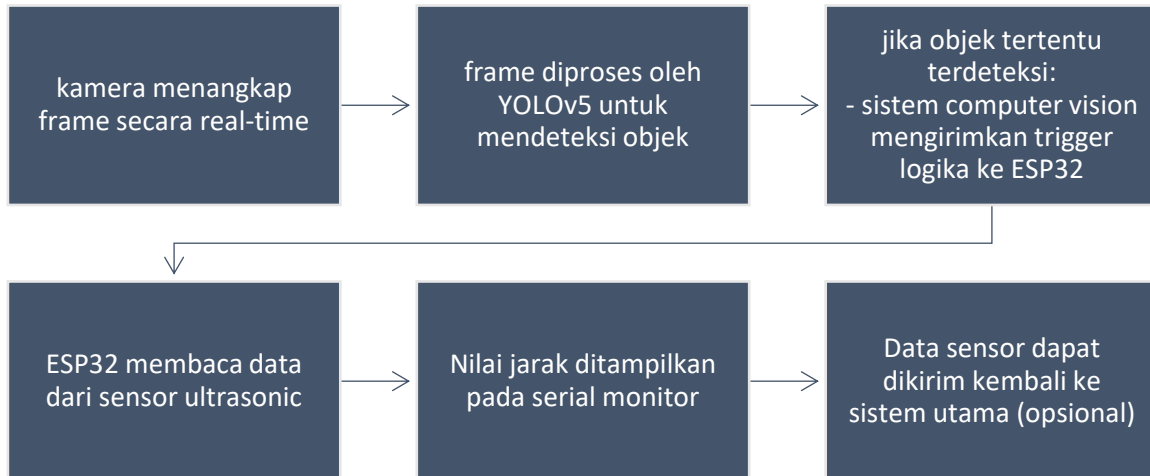 kamera menangkap
frame secara real-time
frame diproses oleh
YOLOv5 untuk
mendeteksi objek
jika objek tertentu
terdeteksi:
- sistem computer vision
mengirimkan trigger
logika ke ESP32
ESP32 membaca data
dari sensor ultrasonic
Nilai jarak ditampilkan
pada serial monitor
Data sensor dapat
dikirim kembali ke
sistem utama (opsional)